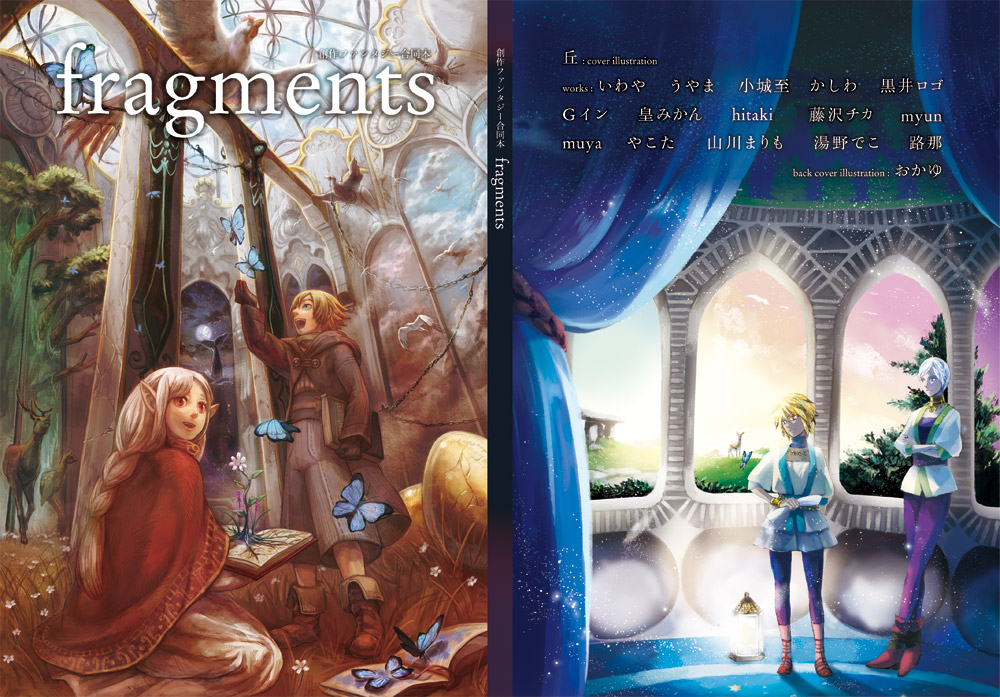 創作ファンタジー合同本
fragments
創作ファンタジー合同本 fragments
丘 : cover illustration
works : いわや うやま 小城至 かしわ 黒井ロゴ
Gイン 皇みかん hitaki 藤沢チカ myun
muya やこた 山川まりも 湯野でこ 路那
back cover illustration : おかゆ